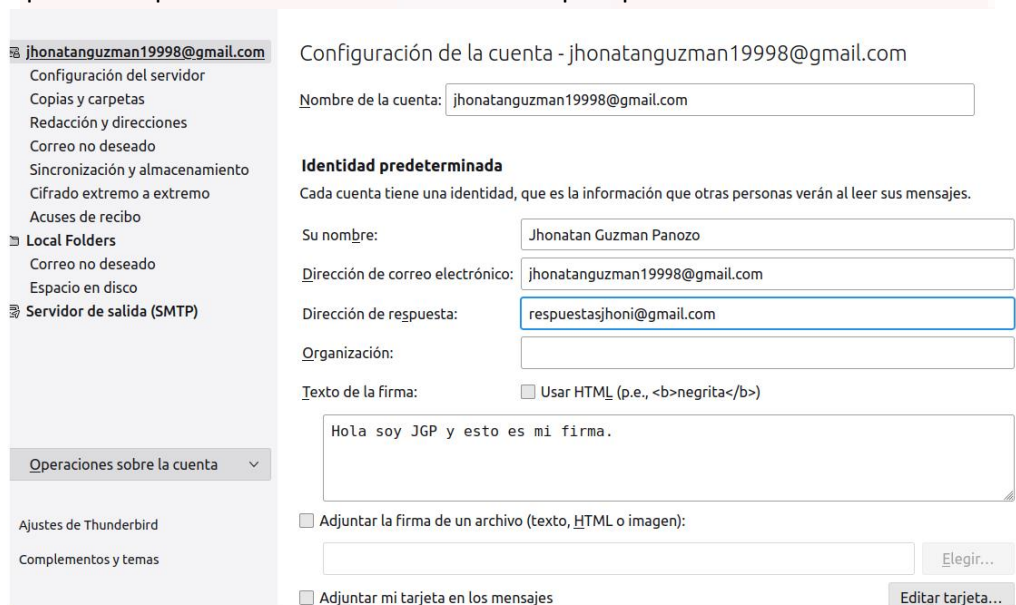 jhonatanguzman19998@gmail.com
Configuración del servidor
Copias y carpetas
Redacción y direcciones
Correo no deseado
Sincronización y almacenamiento
Cifrado extremo a extremo
Acuses de recibo
Local Folders
Correo no deseado
Espacio en disco
Servidor de salida (SMTP)
Operaciones sobre la cuenta
Ajustes de Thunderbird
Complementos y temas
Configuración de la cuenta - jhonatanguzman19998@gmail.com
Nombre de la cuenta: jhonatanguzman19998@gmail.com
Identidad predeterminada
Cada cuenta tiene una identidad, que es la información que otras personas verán al leer sus mensajes.
Su nombre: Jhonatan Guzman Panozo
Dirección de correo electrónico: jhonatanguzman19998@gmail.com
Dirección de respuesta: respuestasjhoni@gmail.com
Organización:
Texto de la firma: Usar HTML (p.e., <b>negrita</b>)
Hola soy JGP y esto es mi firma.
Adjuntar la firma de un archivo (texto, HTML o imagen):
Elegir...
Adjuntar mi tarjeta en los mensajes Editar tarjeta...